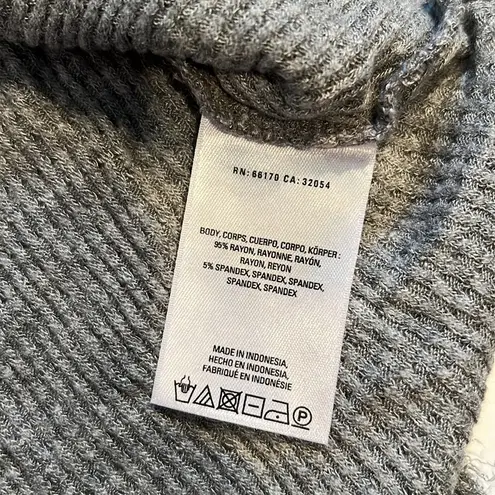 RN: 66170 CA: 32054
BODY, CORPS, CUERPO, CORPO, KÖRPER:
95% RAYON, RAYONNE, RAYÓN,
RAYON, REYON
5% SPANDEX, SPANDEX, SPANDEX,
SPANDEX, SPANDEX
MADE IN INDONESIA,
HECHO EN INDONESIA,
FABRIQUÉ EN INDONÉSIE
P